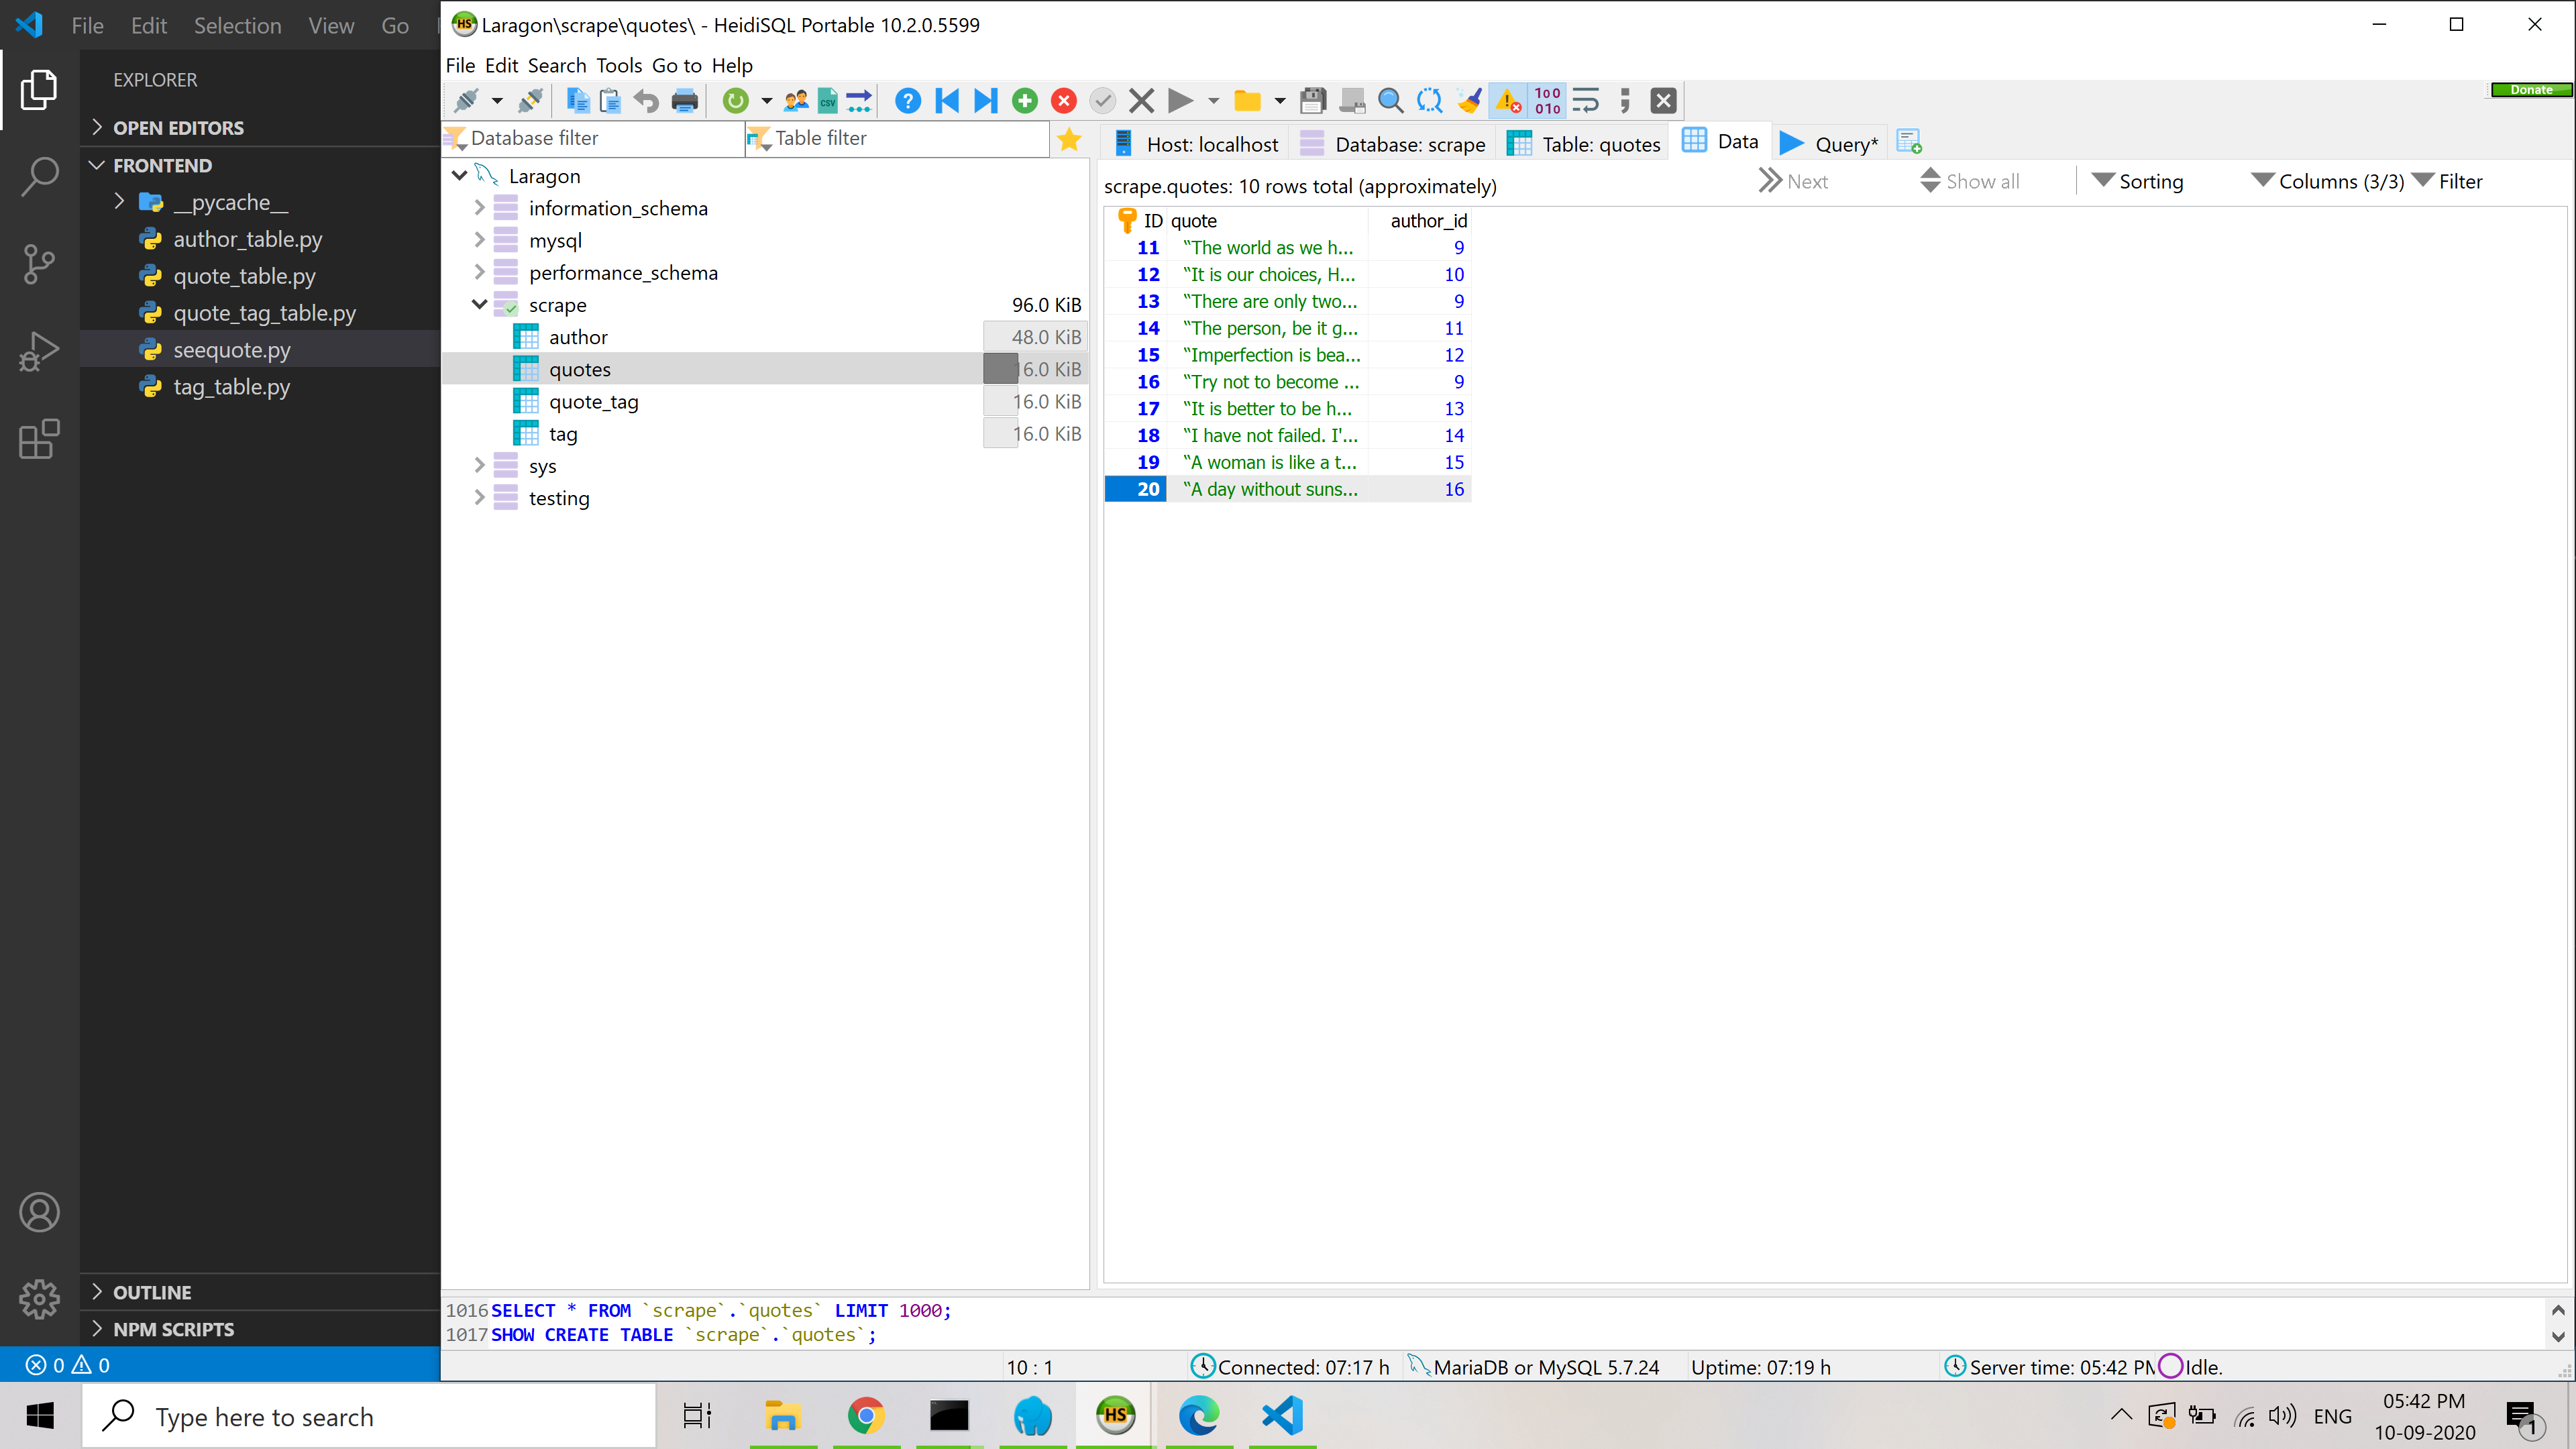 File Edit Selection View Go
EXPLORER
OPEN EDITORS
FRONTEND
__pycache__
author_table.py
quote_table.py
quote_tag_table.py
seequote.py
tag_table.py
OUTLINE
NPM SCRIPTS
0 0
HS Laragon\scrape\quotes\ - HeidiSQL Portable 10.2.0.5599
File Edit Search Tools Go to Help
Donate
Database filter Table filter
Laragon
information_schema
mysql
performance_schema
scrape 96.0 KiB
author 48.0 KiB
quotes 16.0 KiB
quote_tag 16.0 KiB
tag 16.0 KiB
sys
testing
Host: localhost Database: scrape Table: quotes Data Query*
scrape.quotes: 10 rows total (approximately) Next Show all Sorting Columns (3/3) Filter
ID quote author_id
11 “The world as we h... 9
12 “It is our choices, H... 10
13 “There are only two... 9
14 “The person, be it g... 11
15 “Imperfection is bea... 12
16 “Try not to become ... 9
17 “It is better to be h... 13
18 “I have not failed. I'... 14
19 “A woman is like a t... 15
20 “A day without suns... 16
1016 SELECT * FROM `scrape`.`quotes` LIMIT 1000;
1017 SHOW CREATE TABLE `scrape`.`quotes`;
10 : 1 Connected: 07:17 h MariaDB or MySQL 5.7.24 Uptime: 07:19 h Server time: 05:42 PM Idle.
Type here to search
HS
ENG
05:42 PM
10-09-2020
1